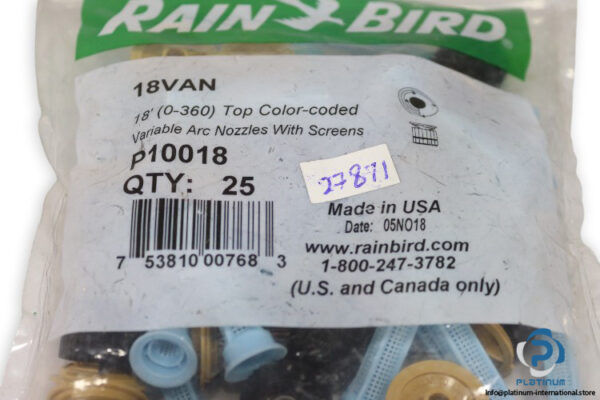 RAIN BIRD
18VAN
18' (0-360) Top Color-coded
Variable Arc Nozzles With Screens
P10018
QTY: 25
27871
Made in USA
Date: 05NO18
www.rainbird.com
1-800-247-3782
(U.S. and Canada only)
7 53810 00768 3
PLATINUM
info@platinum-international.store